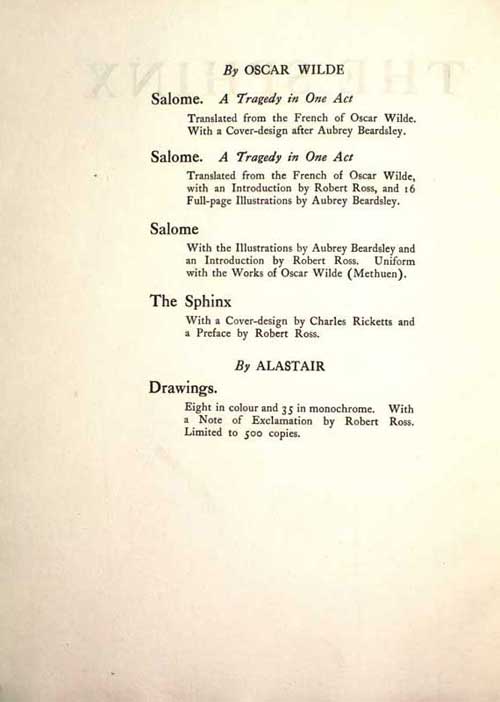 By OSCAR WILDE
Salome. A Tragedy in One Act
Translated from the French of Oscar Wilde.
With a Cover-design after Aubrey Beardsley.
Salome. A Tragedy in One Act
Translated from the French of Oscar Wilde,
with an Introduction by Robert Ross, and 16
Full-page Illustrations by Aubrey Beardsley.
Salome
With the Illustrations by Aubrey Beardsley and
an Introduction by Robert Ross. Uniform
with the Works of Oscar Wilde (Methuen).
The Sphinx
With a Cover-design by Charles Ricketts and
a Preface by Robert Ross.
By ALASTAIR
Drawings.
Eight in colour and 35 in monochrome. With
a Note of Exclamation by Robert Ross.
Limited to 500 copies.